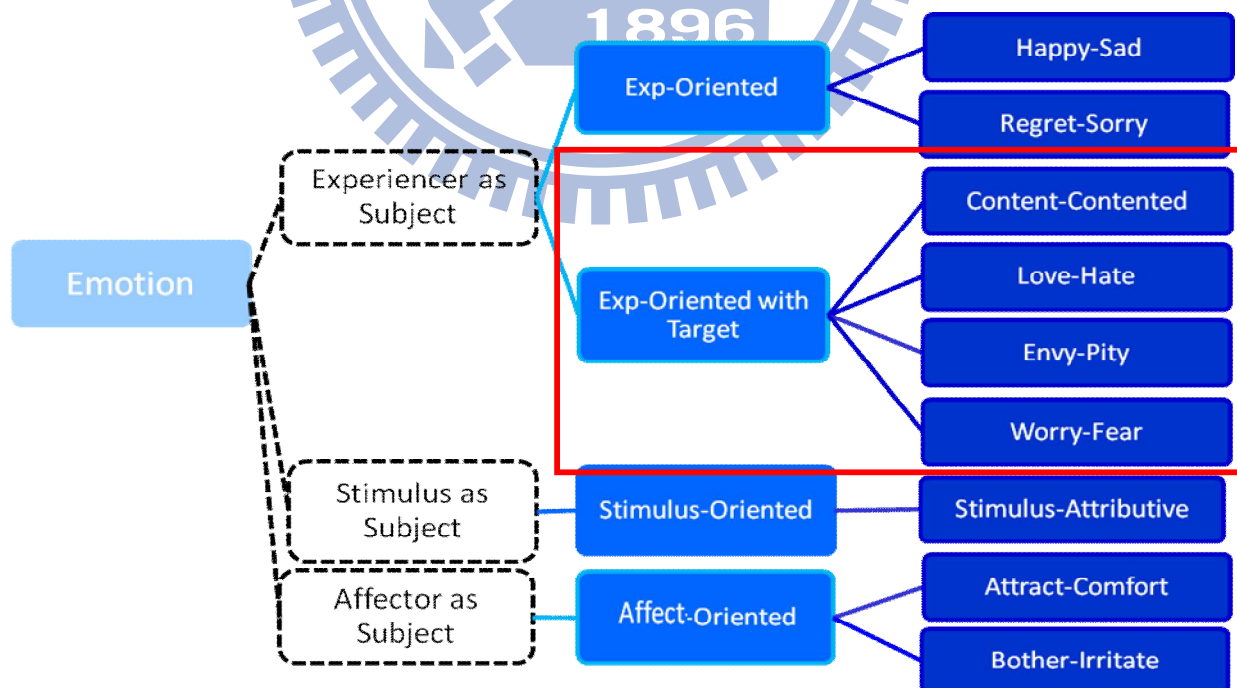 1896
Emotion
Experiencer as
Subject
Exp-Oriented
Happy-Sad
Regret-Sorry
Exp-Oriented with
Target
Content-Contented
Love-Hate
Envy-Pity
Worry-Fear
Stimulus as
Subject
Stimulus-Oriented
Stimulus-Attributive
Affector as
Subject
Affect-Oriented
Attract-Comfort
Bother-Irritate